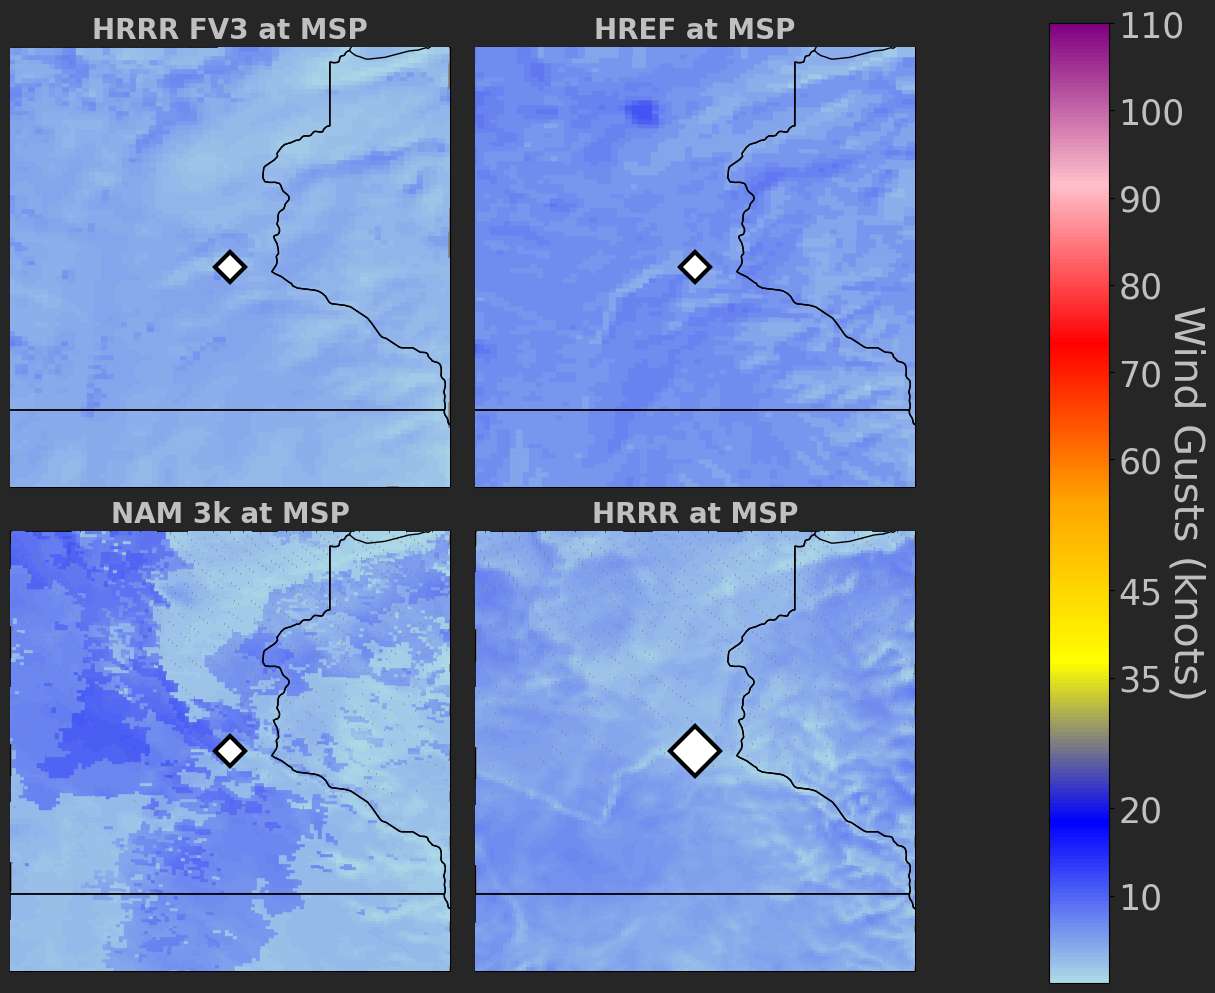 HRRR FV3 at MSP
HREF at MSP
NAM 3k at MSP
HRRR at MSP
110
100
90
80
70
60
45
35
20
10
Wind Gusts (knots)